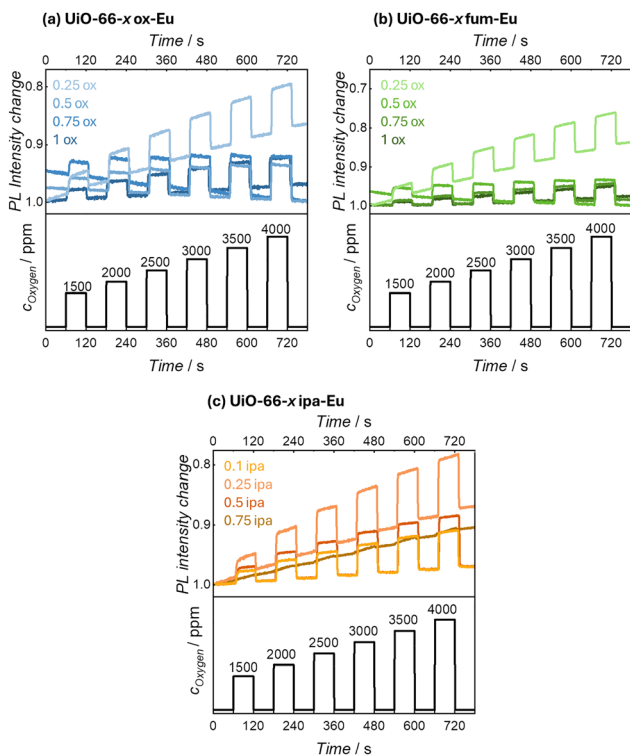 (a) UiO-66-x ox-Eu
Time / s
0 120 240 360 480 600 720
0.8
0.9
1.0
PL Intensity change
0.25 ox
0.5 ox
0.75 ox
1 ox
cOxygen / ppm
1500
2000
2500
3000
3500
4000
0 120 240 360 480 600 720
Time / s
(b) UiO-66-x fum-Eu
Time / s
0 120 240 360 480 600 720
0.7
0.8
0.9
1.0
PL Intensity change
0.25 ox
0.5 ox
0.75 ox
1 ox
cOxygen / ppm
1500
2000
2500
3000
3500
4000
0 120 240 360 480 600 720
Time / s
(c) UiO-66-x ipa-Eu
Time / s
0 120 240 360 480 600 720
0.8
0.9
1.0
PL intensity change
0.1 ipa
0.25 ipa
0.5 ipa
0.75 ipa
cOxygen / ppm
1500
2000
2500
3000
3500
4000
0 120 240 360 480 600 720
Time / s